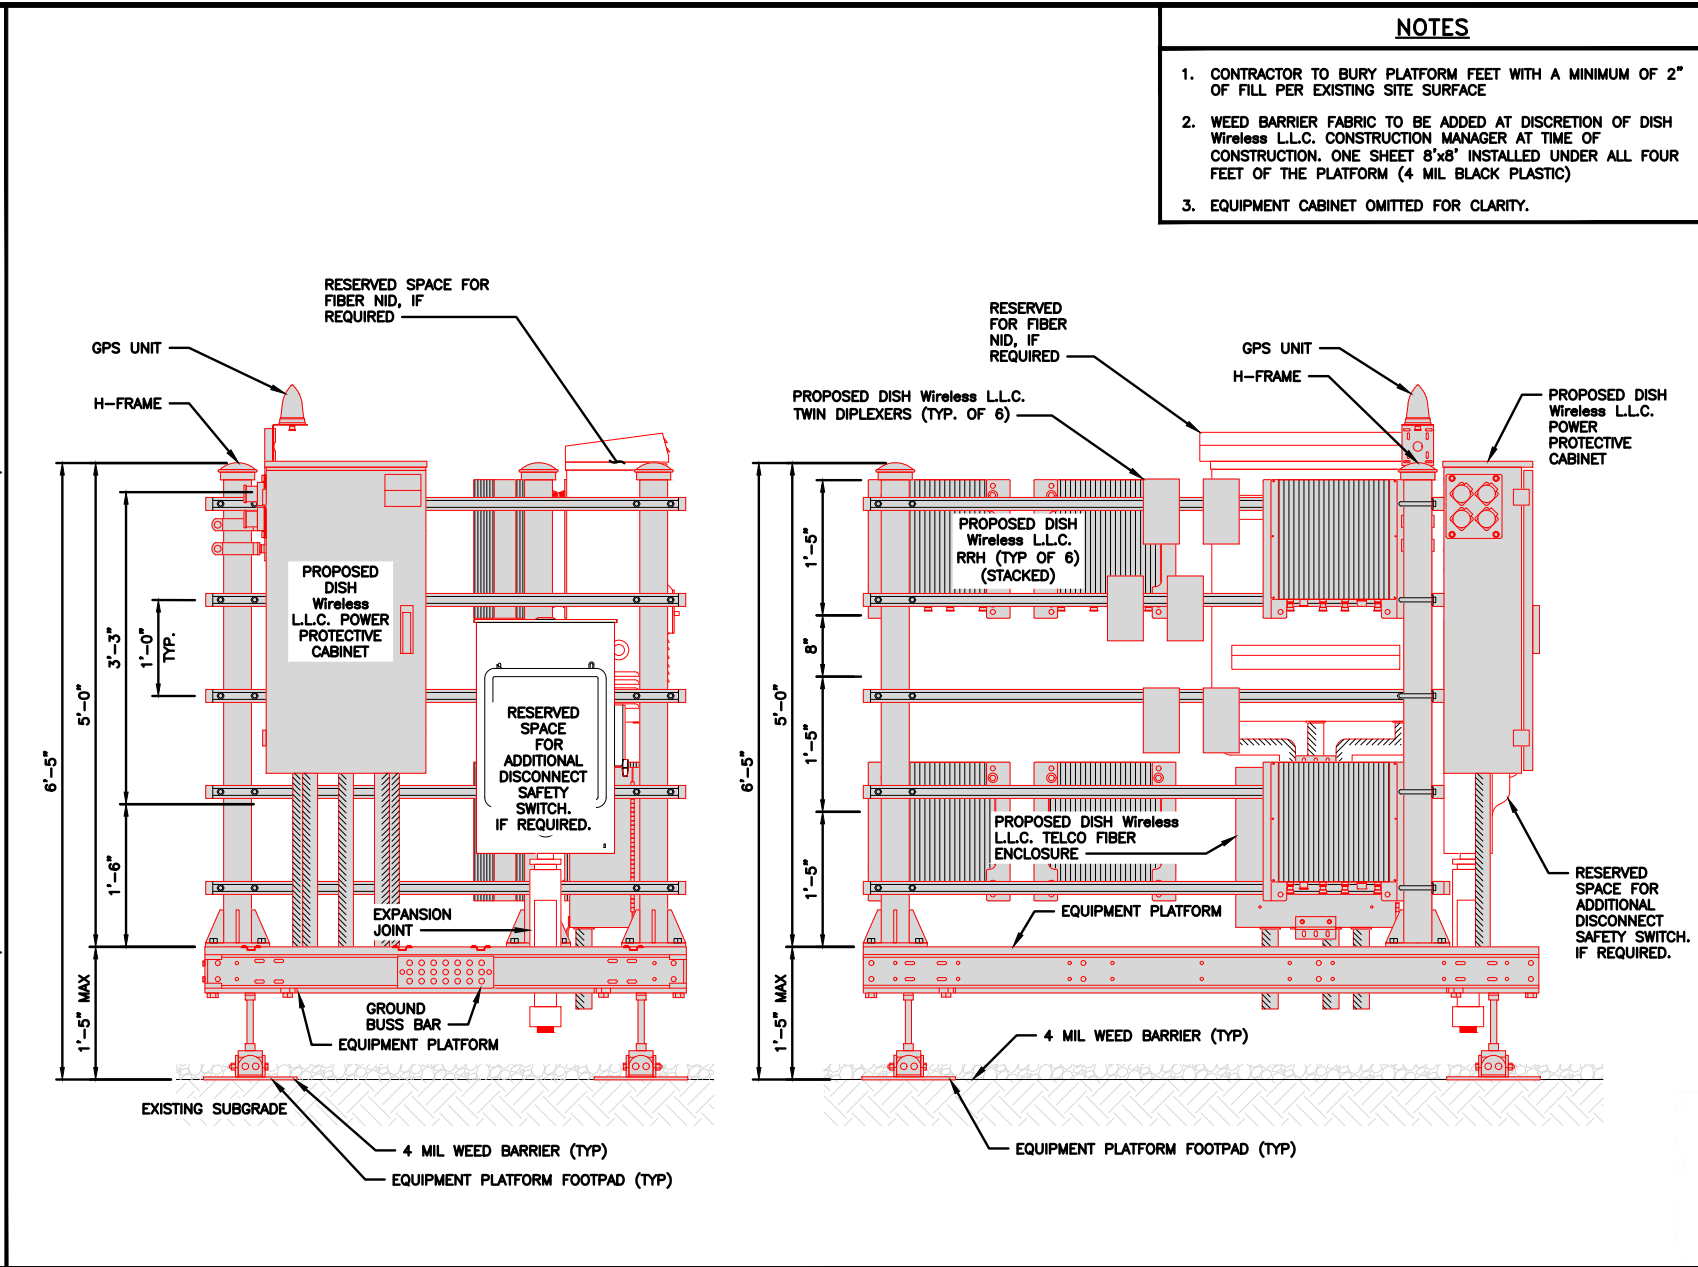 NOTES
1. CONTRACTOR TO BURY PLATFORM FEET WITH A MINIMUM OF 2"
OF FILL PER EXISTING SITE SURFACE
2. WEED BARRIER FABRIC TO BE ADDED AT DISCRETION OF DISH
Wireless L.L.C. CONSTRUCTION MANAGER AT TIME OF
CONSTRUCTION. ONE SHEET 8'x8' INSTALLED UNDER ALL FOUR
FEET OF THE PLATFORM (4 MIL BLACK PLASTIC)
3. EQUIPMENT CABINET OMITTED FOR CLARITY.
RESERVED SPACE FOR
FIBER NID, IF
REQUIRED
GPS UNIT
H-FRAME
PROPOSED
DISH
Wireless
L.L.C. POWER
PROTECTIVE
CABINET
RESERVED
SPACE
FOR
ADDITIONAL
DISCONNECT
SAFETY
SWITCH.
IF REQUIRED.
6'-5"
5'-0"
3'-3"
1'-0"
TYP.
1'-6"
1'-5" MAX
EXPANSION
JOINT
GROUND
BUSS BAR
EQUIPMENT PLATFORM
EXISTING SUBGRADE
4 MIL WEED BARRIER (TYP)
EQUIPMENT PLATFORM FOOTPAD (TYP)
RESERVED
FOR FIBER
NID, IF
REQUIRED
GPS UNIT
H-FRAME
PROPOSED DISH Wireless L.L.C.
TWIN DIPLEXERS (TYP. OF 6)
PROPOSED DISH
Wireless L.L.C.
POWER
PROTECTIVE
CABINET
PROPOSED DISH
Wireless L.L.C.
RRH (TYP OF 6)
(STACKED)
6'-5"
5'-0"
1'-5"
8"
1'-5"
1'-5"
1'-5" MAX
PROPOSED DISH Wireless
L.L.C. TELCO FIBER
ENCLOSURE
EQUIPMENT PLATFORM
RESERVED
SPACE FOR
ADDITIONAL
DISCONNECT
SAFETY SWITCH.
IF REQUIRED.
4 MIL WEED BARRIER (TYP)
EQUIPMENT PLATFORM FOOTPAD (TYP)